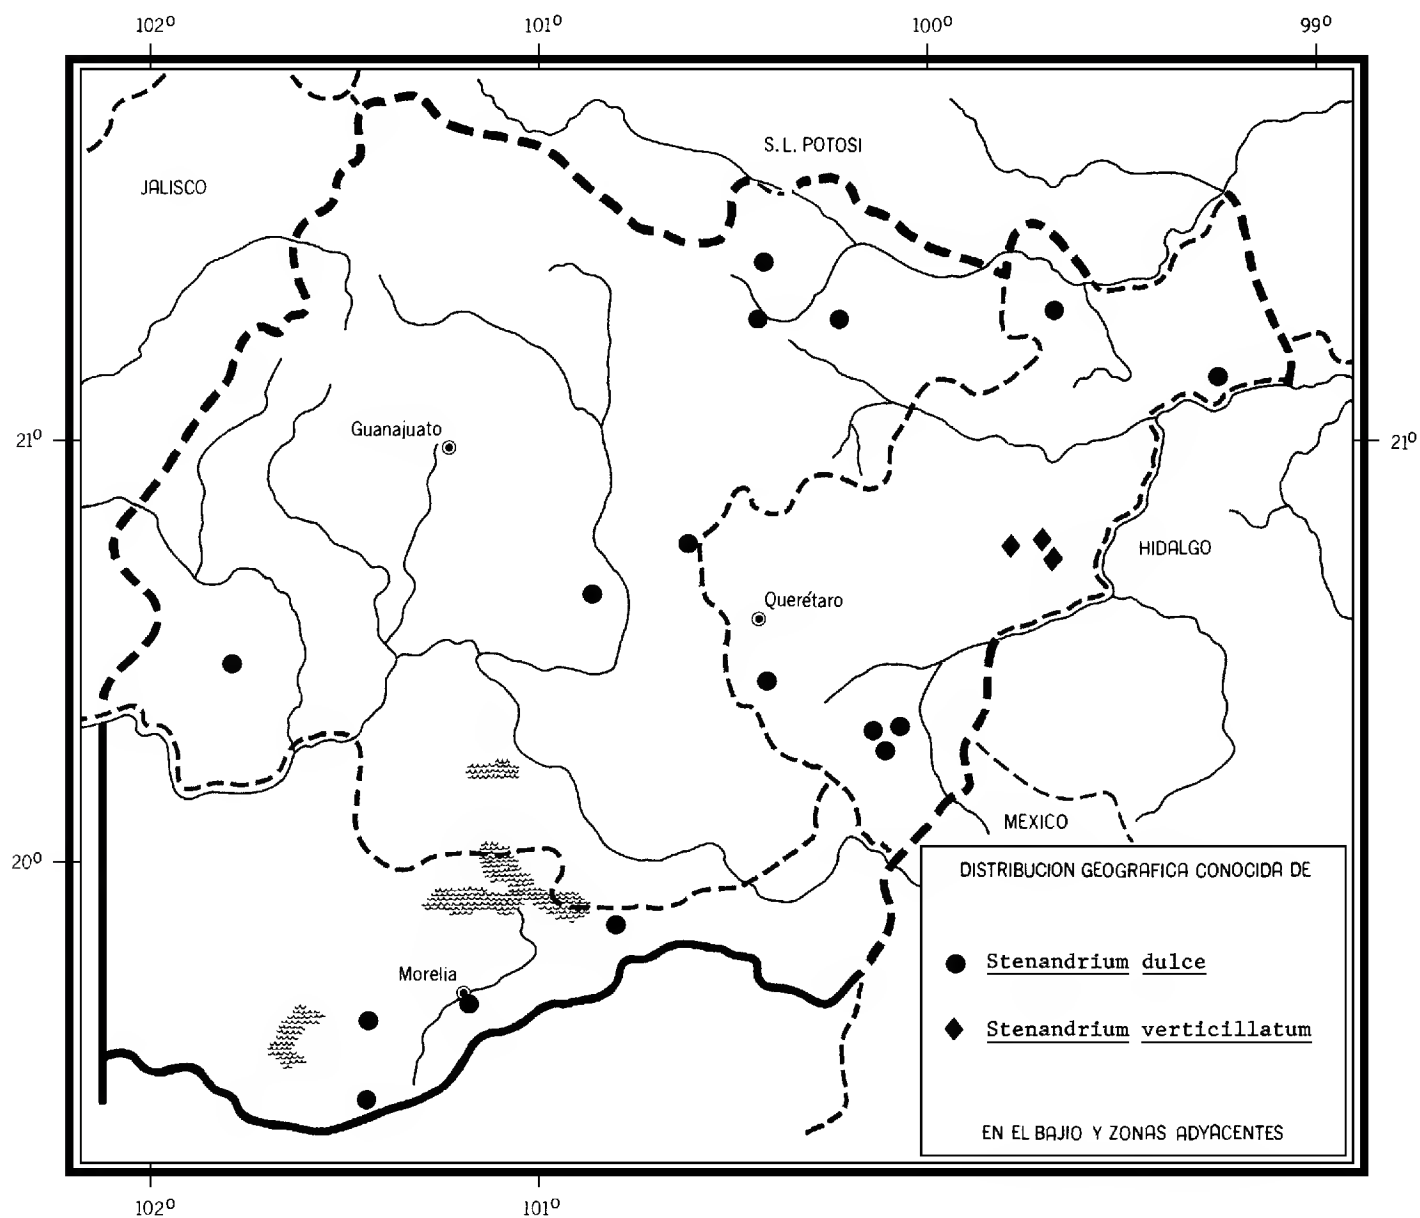 102º 101º 100º 99º
S.L. POTOSI
JALISCO
Guanajuato
21º 21º
HIDALGO
Querétaro
MEXICO
20º
DISTRIBUCION GEOGRAFICA CONOCIDA DE
Stenandrium dulce
Morelia
Stenandrium verticillatum
EN EL BAJIO Y ZONAS ADYACENTES
102º 101º